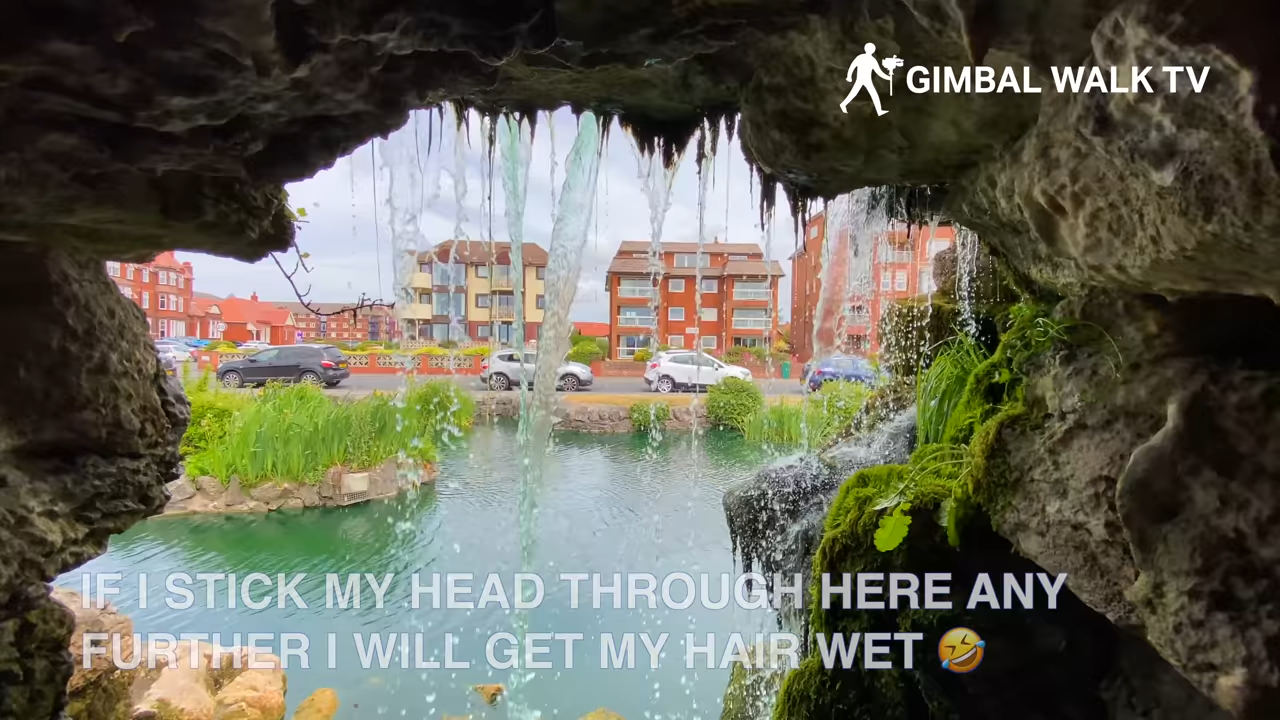 GIMBAL WALK TV
IF I STICK MY HEAD THROUGH HERE ANY
FURTHER I WILL GET MY HAIR WET 🤣